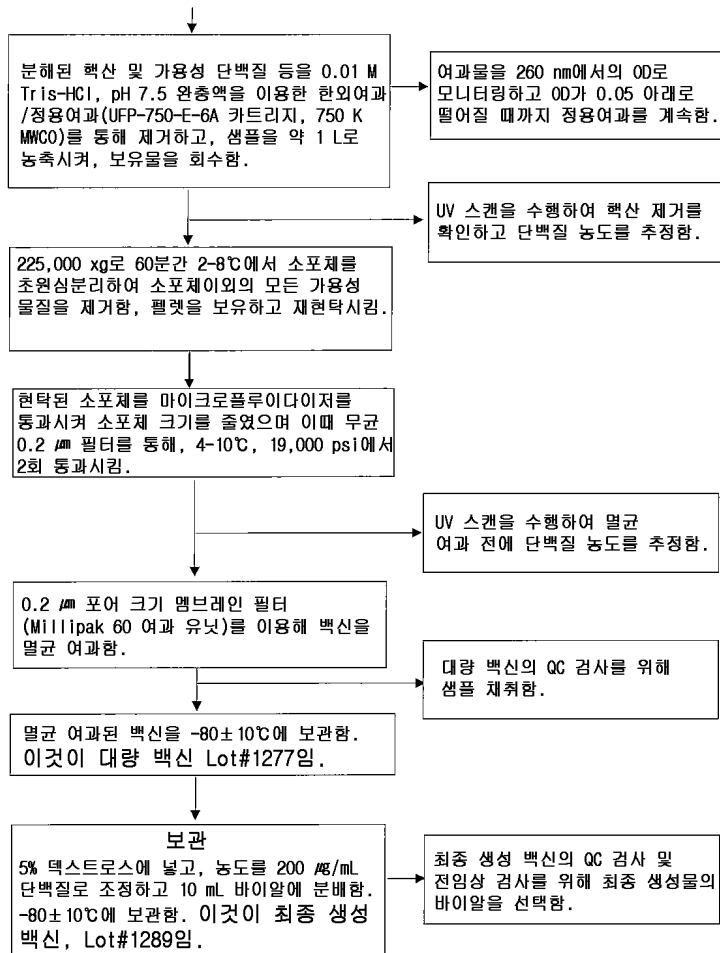 분해된 핵산 및 가용성 단백질 등을 0.01 M
Tris-HCl, pH 7.5 완충액을 이용한 한외여과
/정용여과(UFP-750-E-6A 카트리지, 750 K
MWCO)를 통해 제거하고, 샘플을 약 1 L로
농축시켜, 보유물을 회수함.
여과물을 260 nm에서의 OD로
모니터링하고 OD가 0.05 아래로
떨어질 때까지 정용여과를 계속함.
UV 스캔을 수행하여 핵산 제거를
확인하고 단백질 농도를 추정함.
225,000 xg로 60분간 2-8℃에서 소포체를
초원심분리하여 소포체이외의 모든 가용성
물질을 제거함, 펠렛을 보유하고 재현탁시킴.
현탁된 소포체를 마이크로플루이다이저를
통과시켜 소포체 크기를 줄였으며 이때 무균
0.2 ㎛ 필터를 통해, 4-10℃, 19,000 psi에서
2회 통과시킴.
UV 스캔을 수행하여 멸균
여과 전에 단백질 농도를 추정함.
0.2 ㎛ 포어 크기 멤브레인 필터
(Millipak 60 여과 유닛)를 이용해 백신을
멸균 여과함.
대량 백신의 QC 검사를 위해
샘플 채취함.
멸균 여과된 백신을 -80±10℃에 보관함.
이것이 대량 백신 Lot#1277임.
보관
5% 덱스트로스에 넣고, 농도를 200 ㎍/mL
단백질로 조정하고 10 mL 바이알에 분배함.
-80±10℃에 보관함. 이것이 최종 생성
백신, Lot#1289임.
최종 생성 백신의 QC 검사 및
전임상 검사를 위해 최종 생성물의
바이알을 선택함.